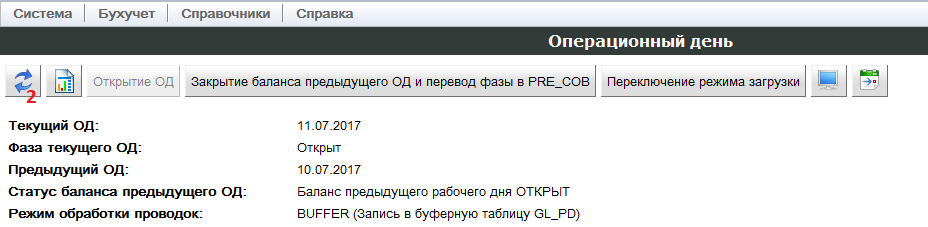 Система Бухучет Справочники Справка
Операционный день
2 Открытие ОД Закрытие баланса предыдущего ОД и перевод фазы в PRE_COB Переключение режима загрузки
Текущий ОД: 11.07.2017
Фаза текущего ОД: Открыт
Предыдущий ОД: 10.07.2017
Статус баланса предыдущего ОД: Баланс предыдущего рабочего дня ОТКРЫТ
Режим обработки проводок: BUFFER (Запись в буферную таблицу GL_PD)